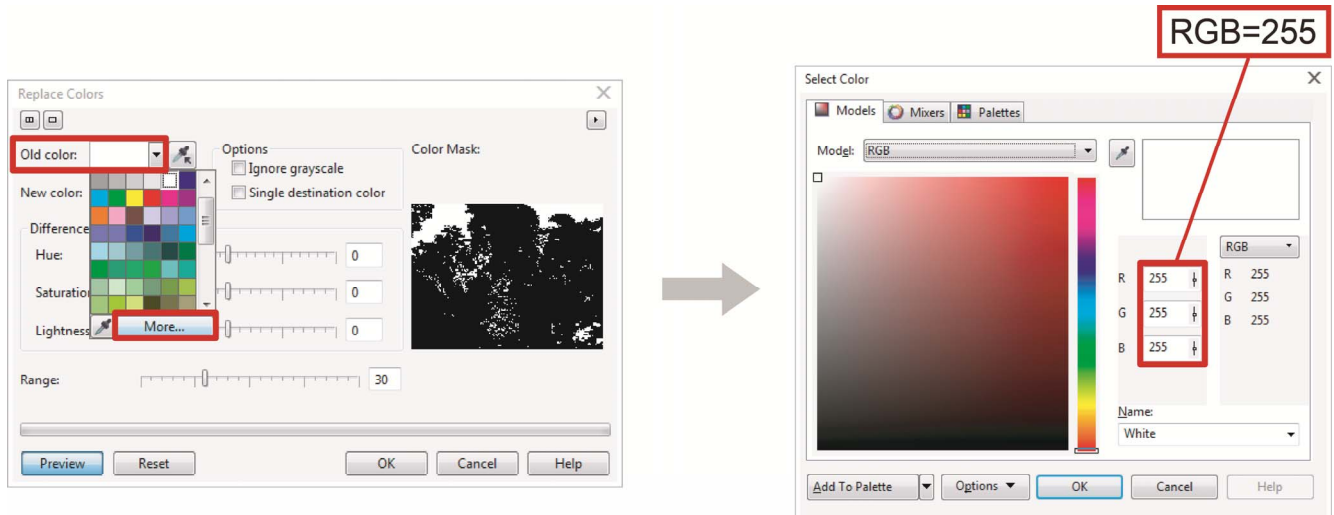 RGB=255
Replace Colors
Old color:
Options
Ignore grayscale
Color Mask:
New color:
Single destination color
Difference
Hue:
0
Saturation
0
Lightness
0
More...
Range:
30
Preview
Reset
OK
Cancel
Help
Select Color
Models
Mixers
Palettes
Model:
RGB
RGB
R
255
R 255
G
255
G 255
B
255
B 255
Name:
White
Add To Palette
Options
OK
Cancel
Help